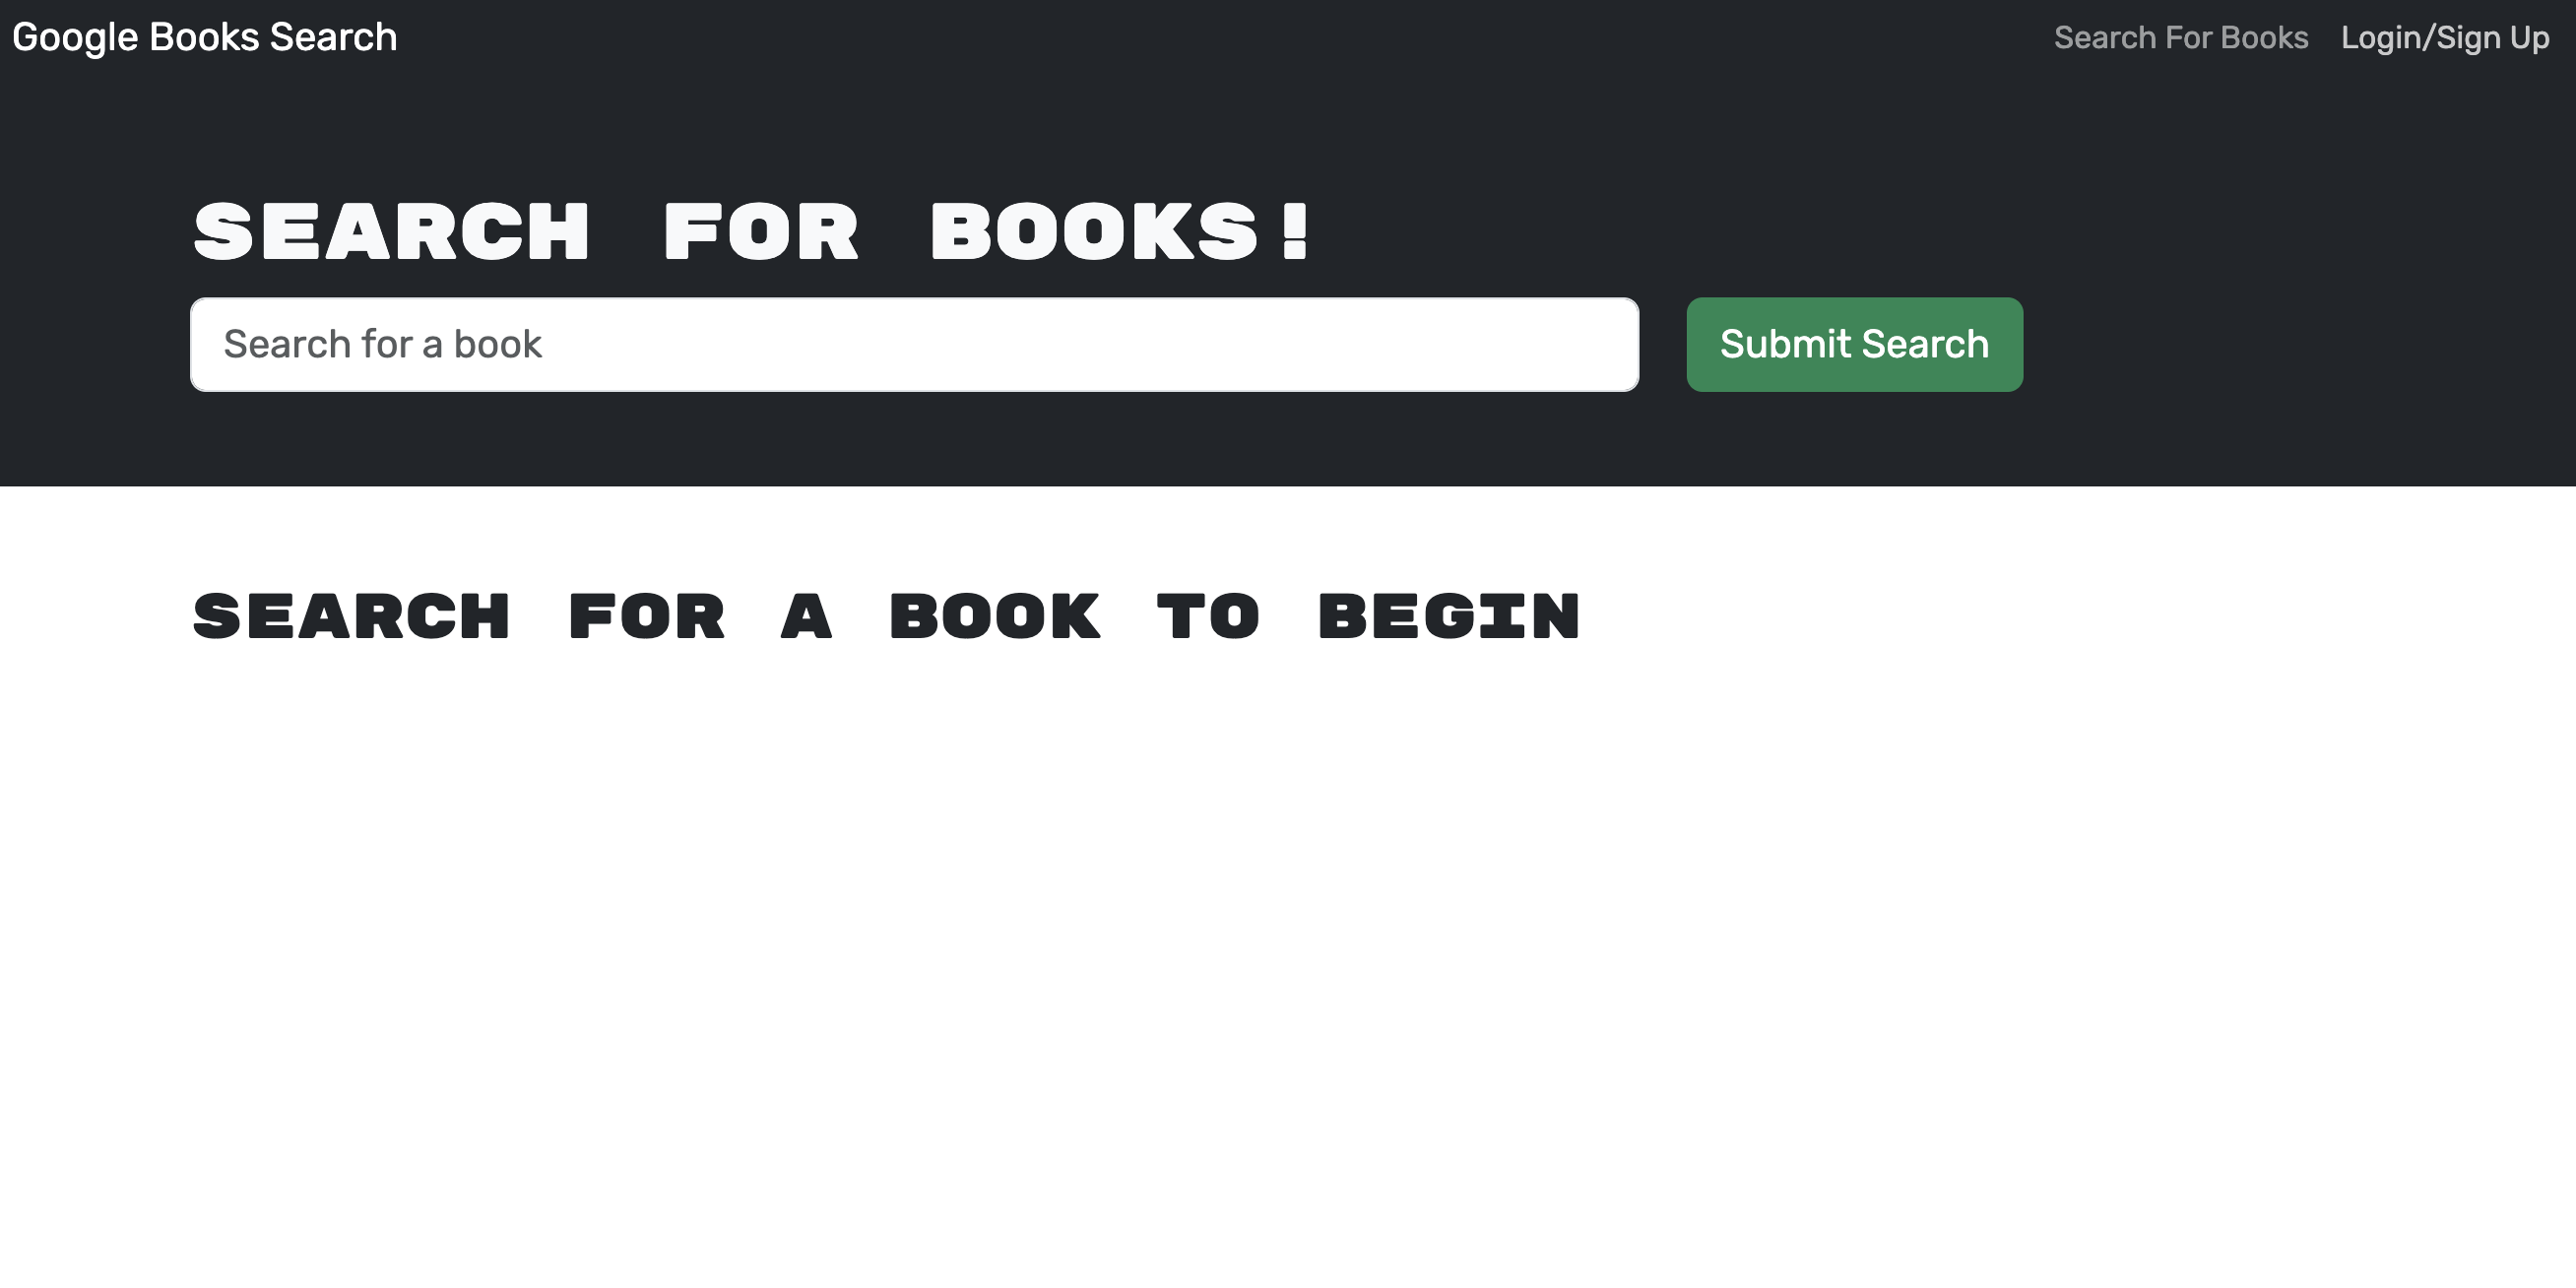 Google Books Search
Search For Books
Login/Sign Up
SEARCH FOR BOOKS!
Search for a book
Submit Search
SEARCH FOR A BOOK TO BEGIN